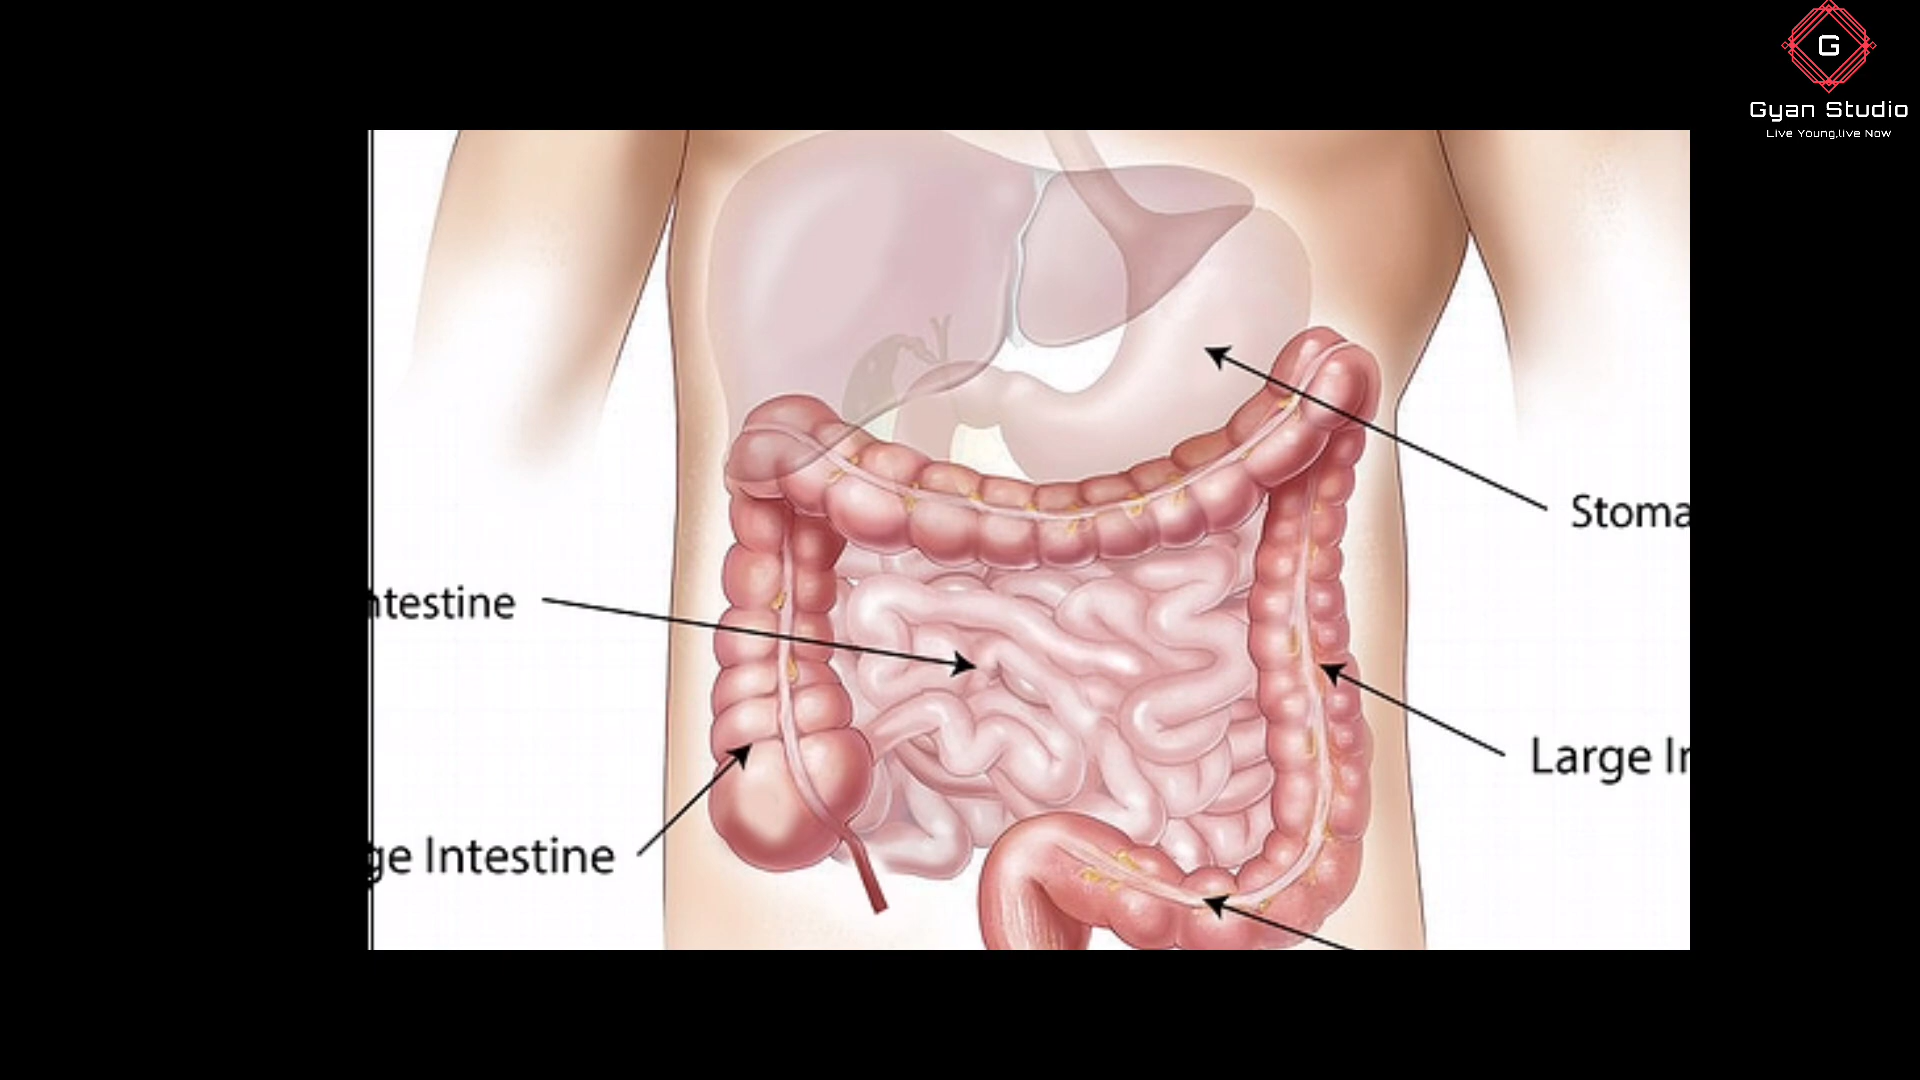 G
Gyan Studio
Live Young,live Now
Stoma
ntestine
Large In
ge Intestine